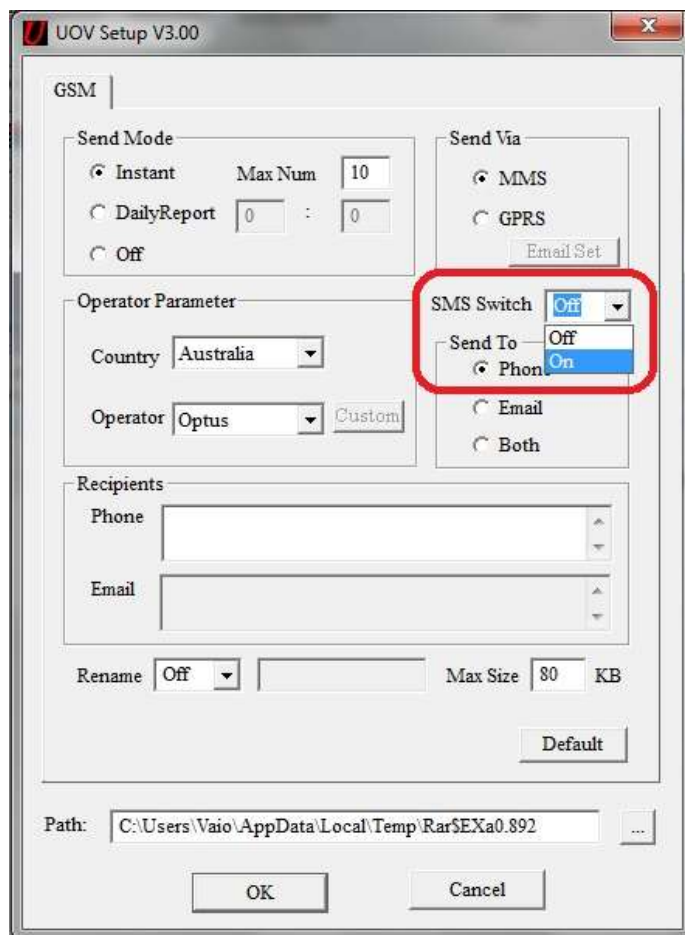 UOV Setup V3.00
GSM
Send Mode
Instant Max Num 10
DailyReport 0 : 0
Off
Send Via
MMS
GPRS
Email Set
Operator Parameter
Country Australia
Operator Optus Custom
SMS Switch Off
Off
On
Send To
Phone
Email
Both
Recipients
Phone
Email
Rename Off Max Size 80 KB
Default
Path: C:\Users\Vaio\AppData\Local\Temp\Rar$EXa0.892 ...
OK Cancel